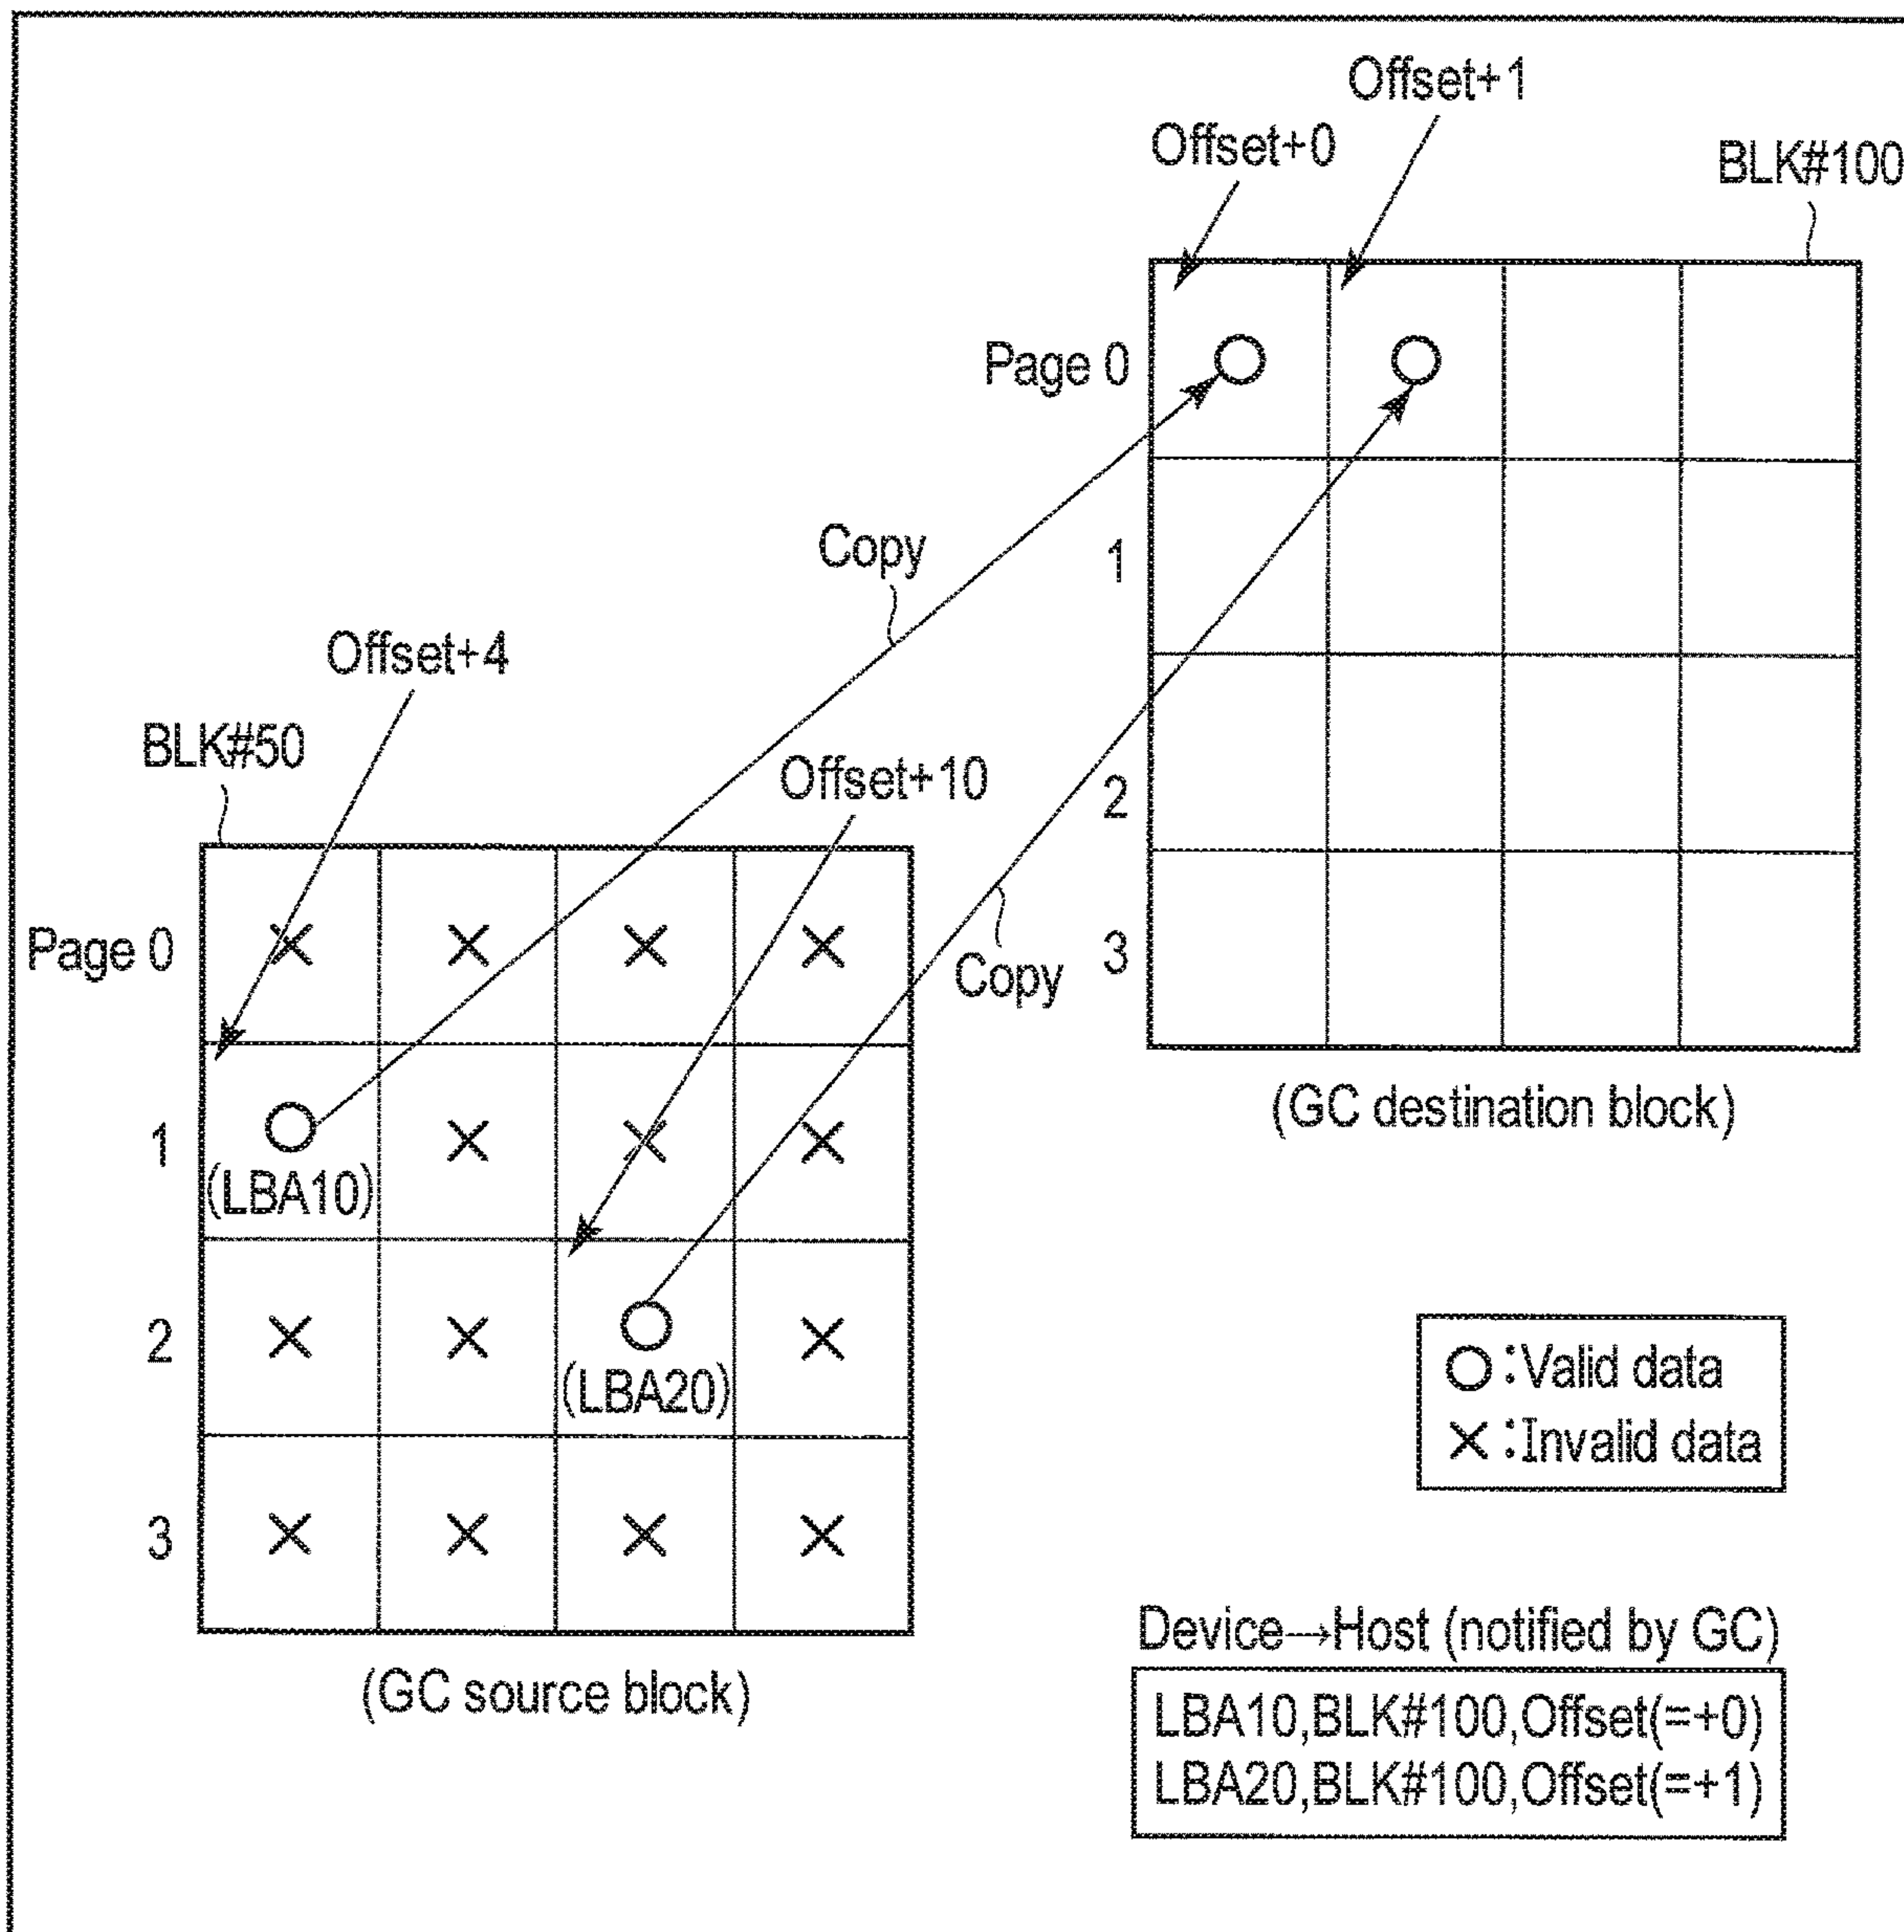 Offset+1
Offset+0
BLK#100
Page 0
1
2
3
(GC destination block)
Copy
Copy
Offset+4
BLK#50
Offset+10
Page 0
1
(LBA10)
2
(LBA20)
3
(GC source block)
O:Valid data
X:Invalid data
Device→Host (notified by GC)
LBA10,BLK#100,Offset(=+0)
LBA20,BLK#100,Offset(=+1)